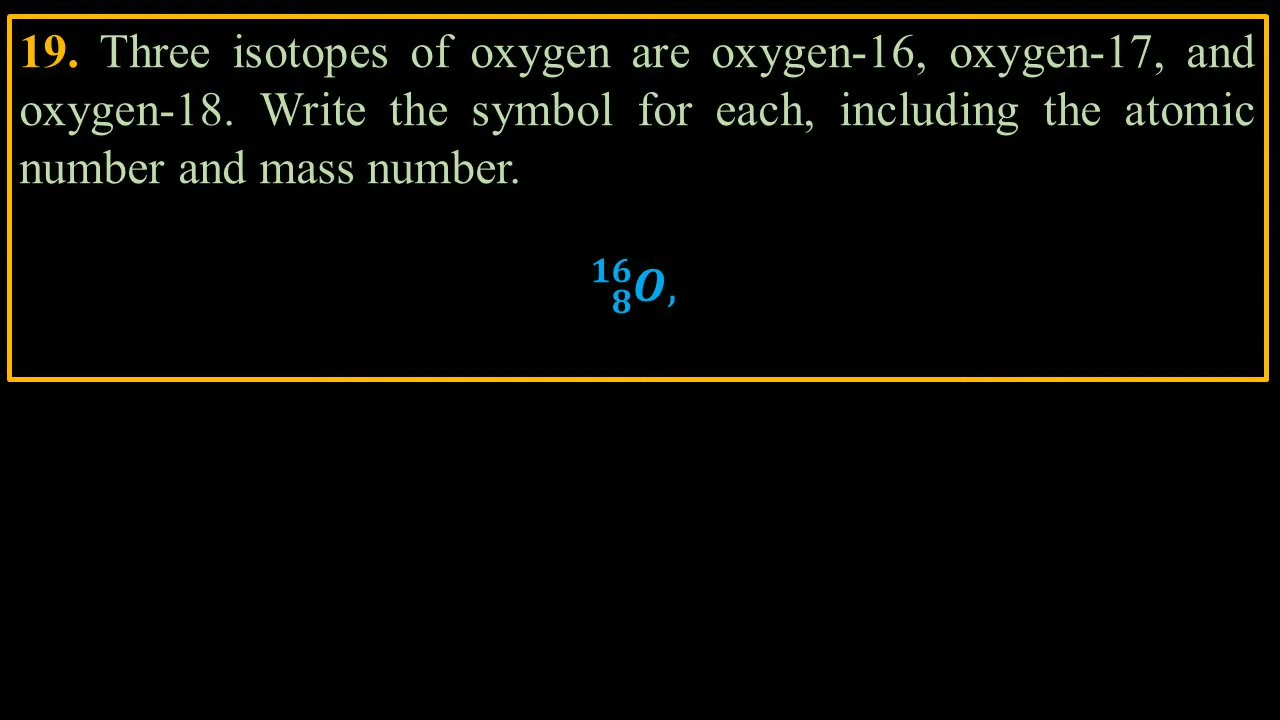 19. Three isotopes of oxygen are oxygen-16, oxygen-17, and
oxygen-18. Write the symbol for each, including the atomic
number and mass number.
¹⁶₈O,